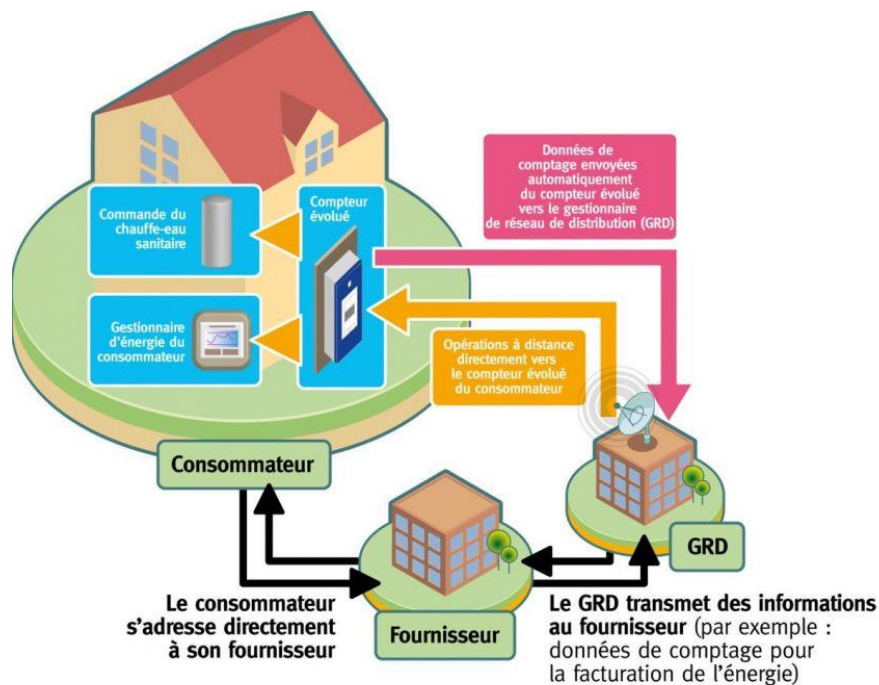 Données de
comptage envoyées
automatiquement
du compteur évolué
vers le gestionnaire
de réseau de distribution (GRD)
Commande du
chauffe-eau
sanitaire
Compteur
évolué
Gestionnaire
d'énergie du
consommateur
Opérations à distance
directement vers
le compteur évolué
du consommateur
Consommateur
GRD
Le consommateur
s'adresse directement
à son fournisseur
Fournisseur
Le GRD transmet des informations
au fournisseur (par exemple :
données de comptage pour
la facturation de l'énergie)